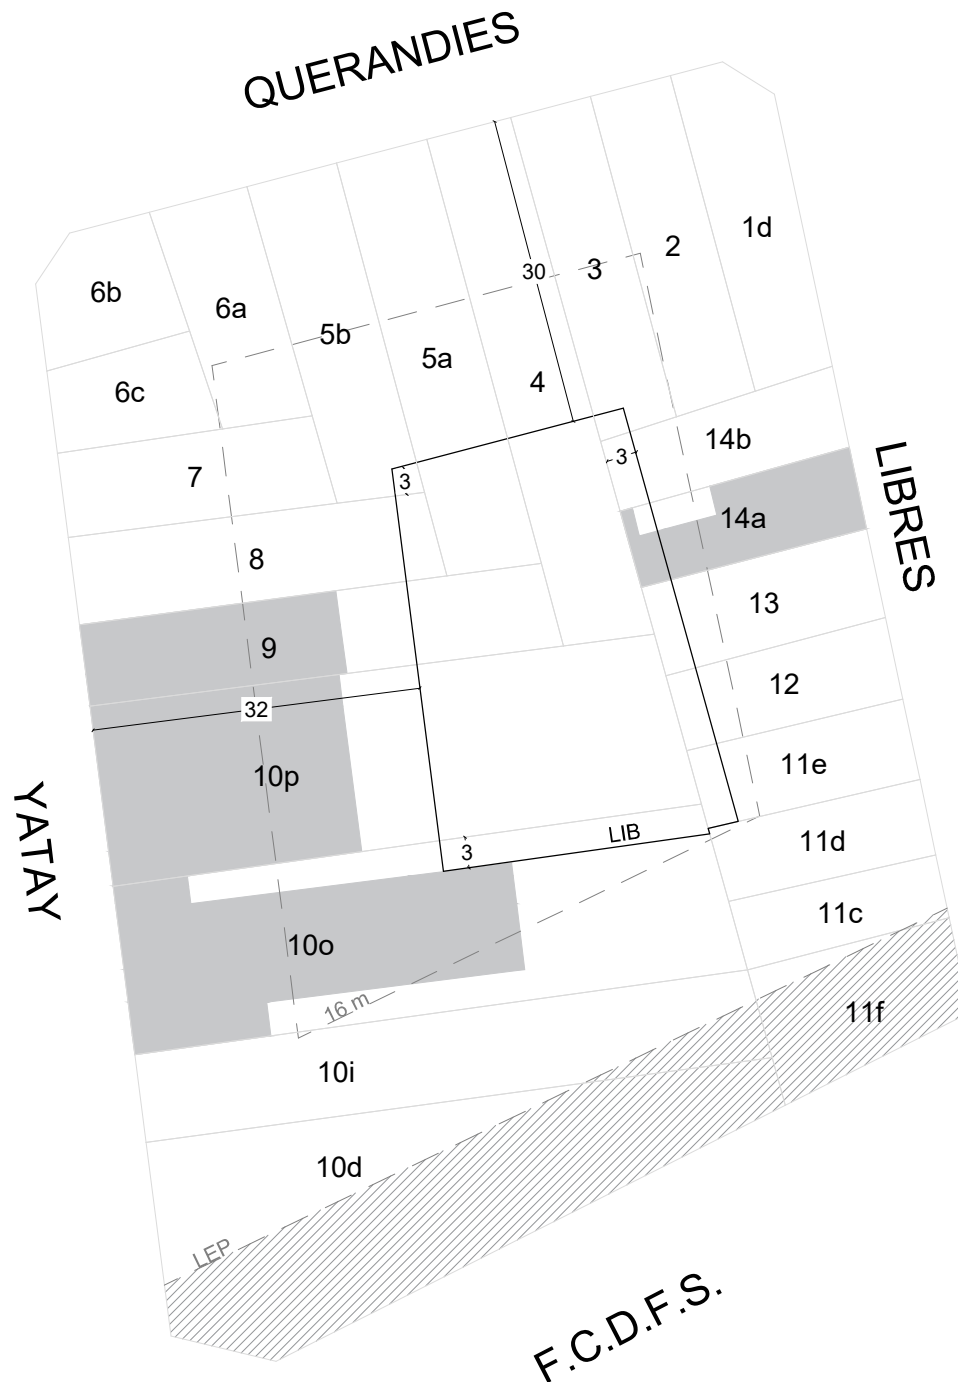 QUERANDIES
1d
2
3
30
6b
6a
5b
5a
4
6c
7
3
3
14b
LIBRES
14a
8
13
9
12
32
10p
11e
YATAY
LIB
3
11d
10o
11c
16 m
11f
10i
10d
LEP
F.C.D.F.S.